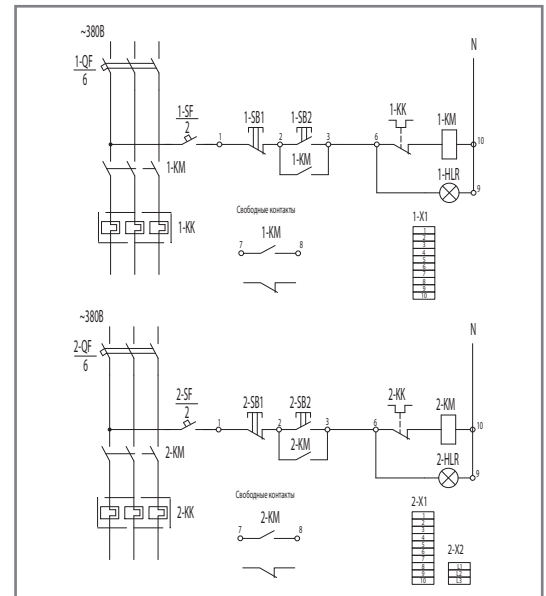 ~380В
N
1-QF
6
1-SF
2
1-SB1
1-SB2
1-KK
1-KM
1
2
3
6
10
1-KM
1-KM
1-HLR
9
1-KK
Свободные контакты
1-KM
7
8
1-X1
1
2
3
4
5
6
7
8
9
10
~380В
N
2-QF
6
2-SF
2
2-SB1
2-SB2
2-KK
2-KM
1
2
3
6
10
2-KM
2-KM
2-HLR
9
2-KK
Свободные контакты
2-KM
7
8
2-X1
1
2
3
4
5
6
7
8
9
10
2-X2
L1
L2
L3